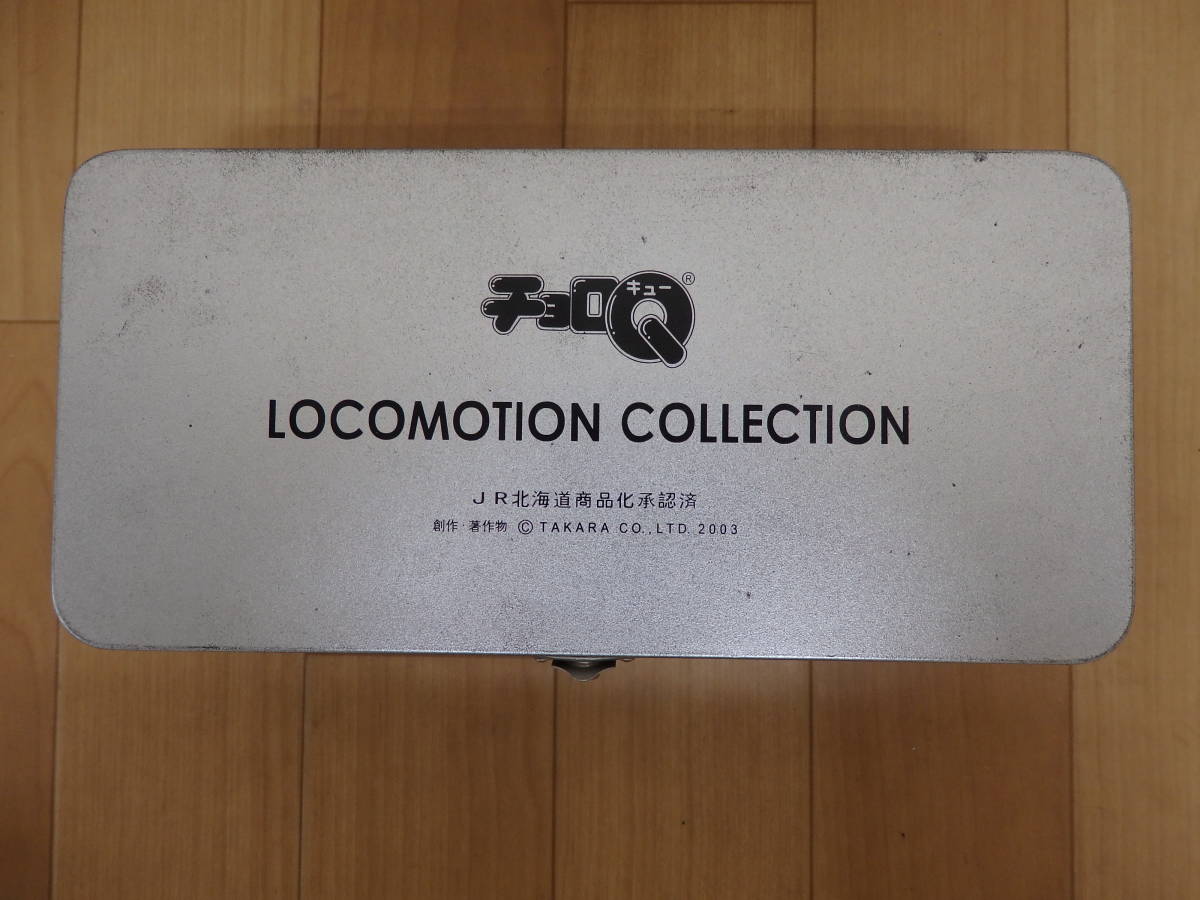 チョロQ キュー ®
LOCOMOTION COLLECTION
JR北海道商品化承認済
創作・著作物 © TAKARA CO.,LTD. 2003